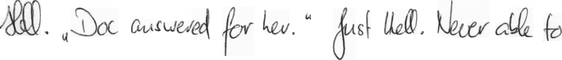 Hell. „Doc answered for her.“ Just Hell. Never able to